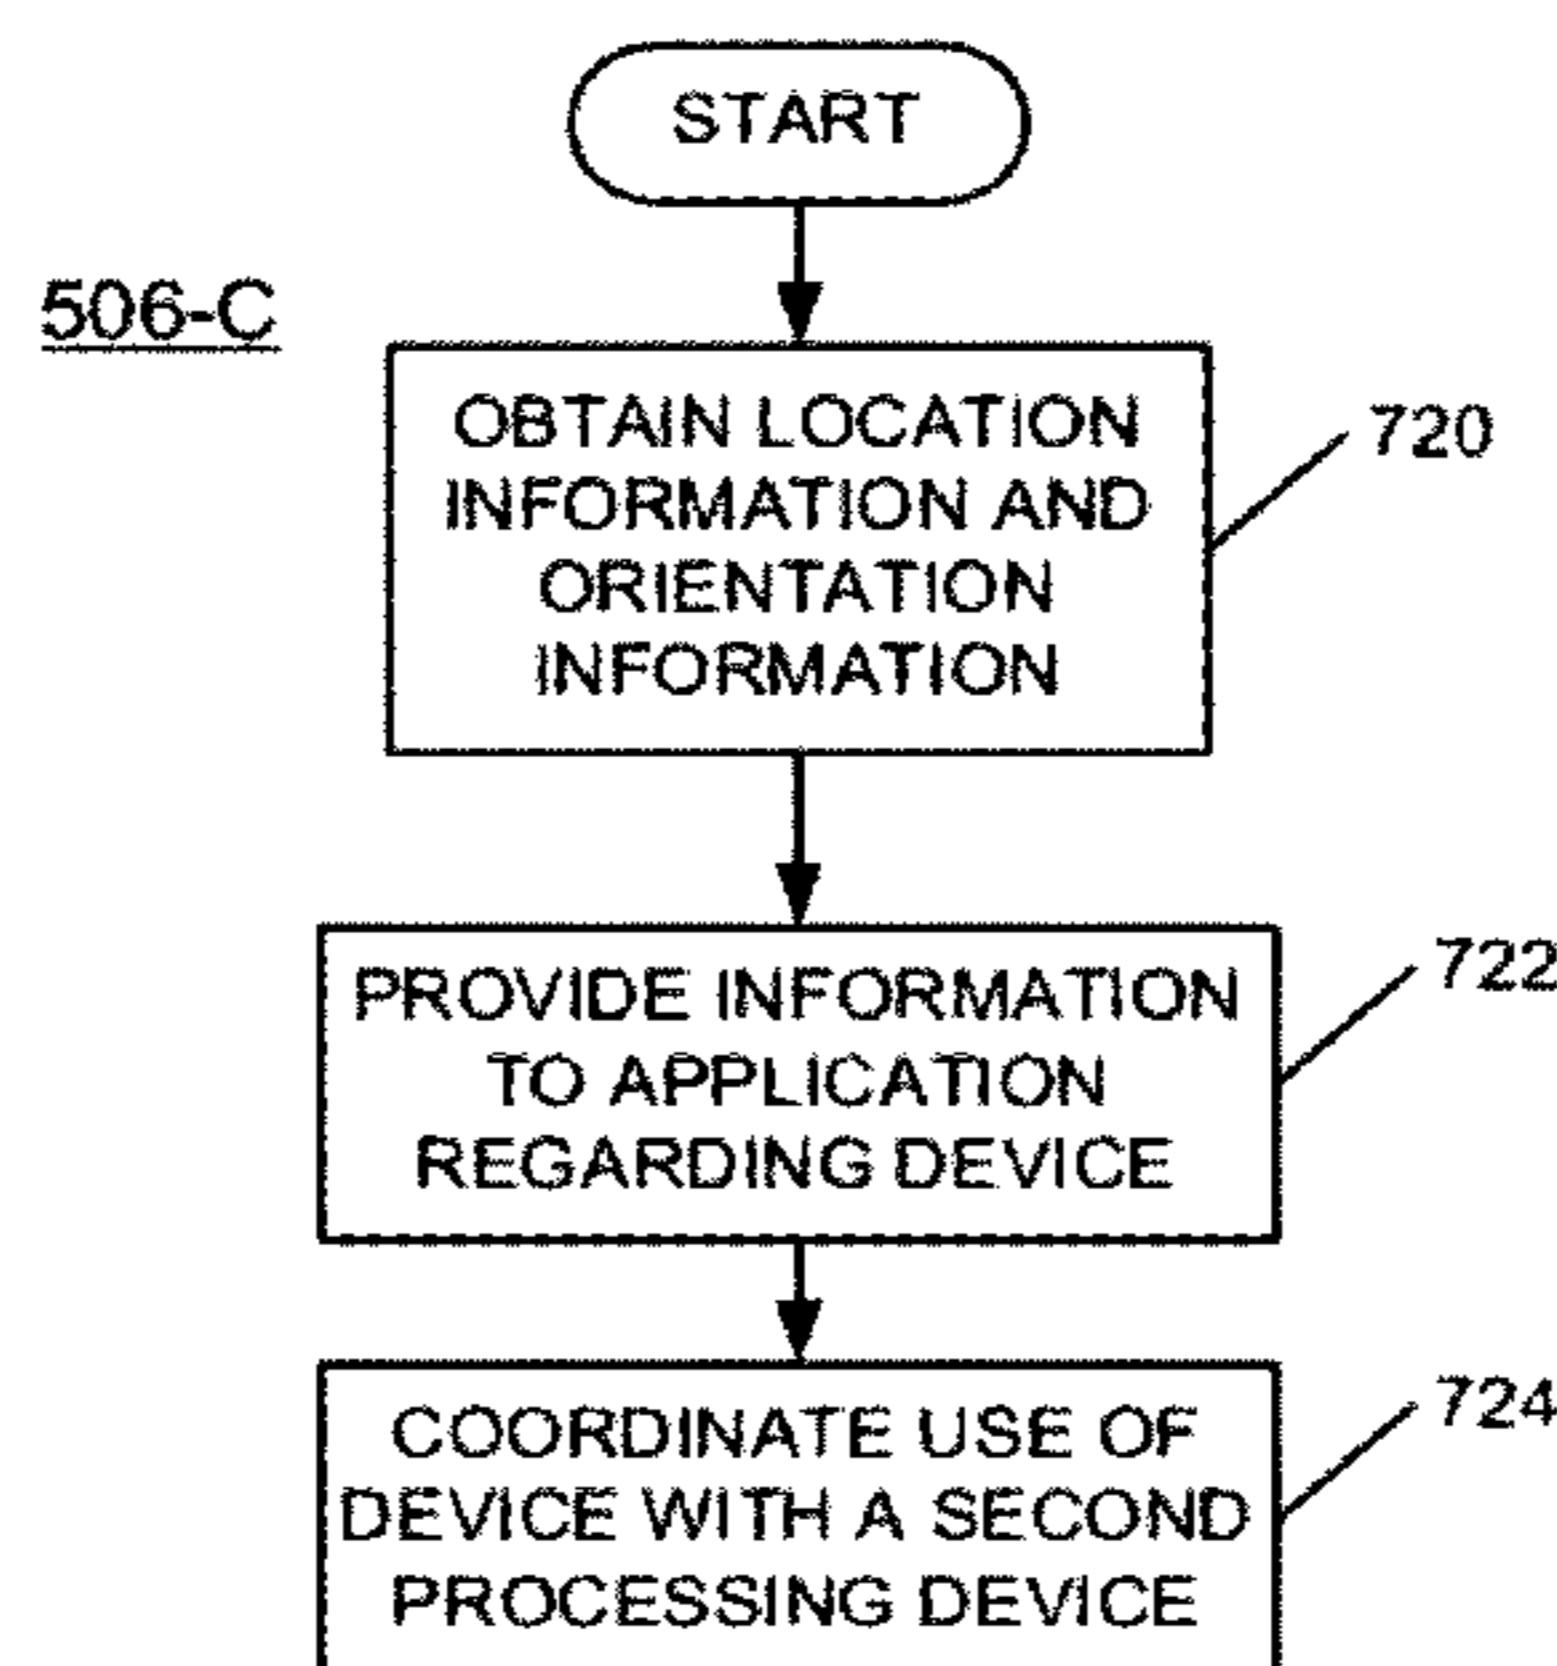 START
506-C
OBTAIN LOCATION
INFORMATION AND
ORIENTATION
INFORMATION
720
PROVIDE INFORMATION
TO APPLICATION
REGARDING DEVICE
722
COORDINATE USE OF
DEVICE WITH A SECOND
PROCESSING DEVICE
724